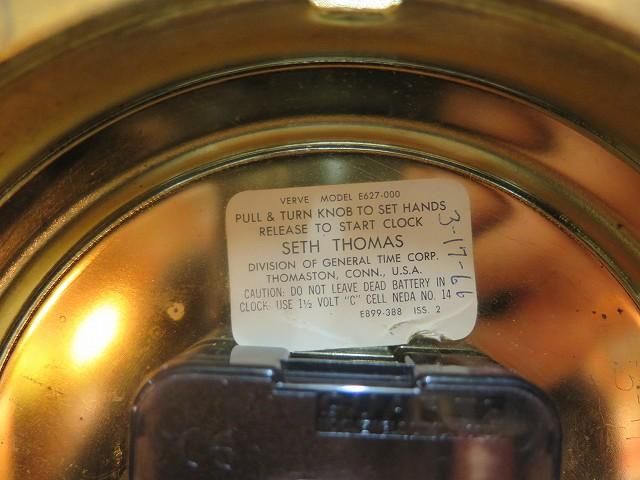 VERVE MODEL E627-000
PULL & TURN KNOB TO SET HANDS
RELEASE TO START CLOCK
SETH THOMAS
DIVISION OF GENERAL TIME CORP.
THOMASTON, CONN., U.S.A.
CAUTION: DO NOT LEAVE DEAD BATTERY IN
CLOCK. USE 1½ VOLT "C" CELL NEDA NO. 14
E899-388 ISS. 2
3-17-66